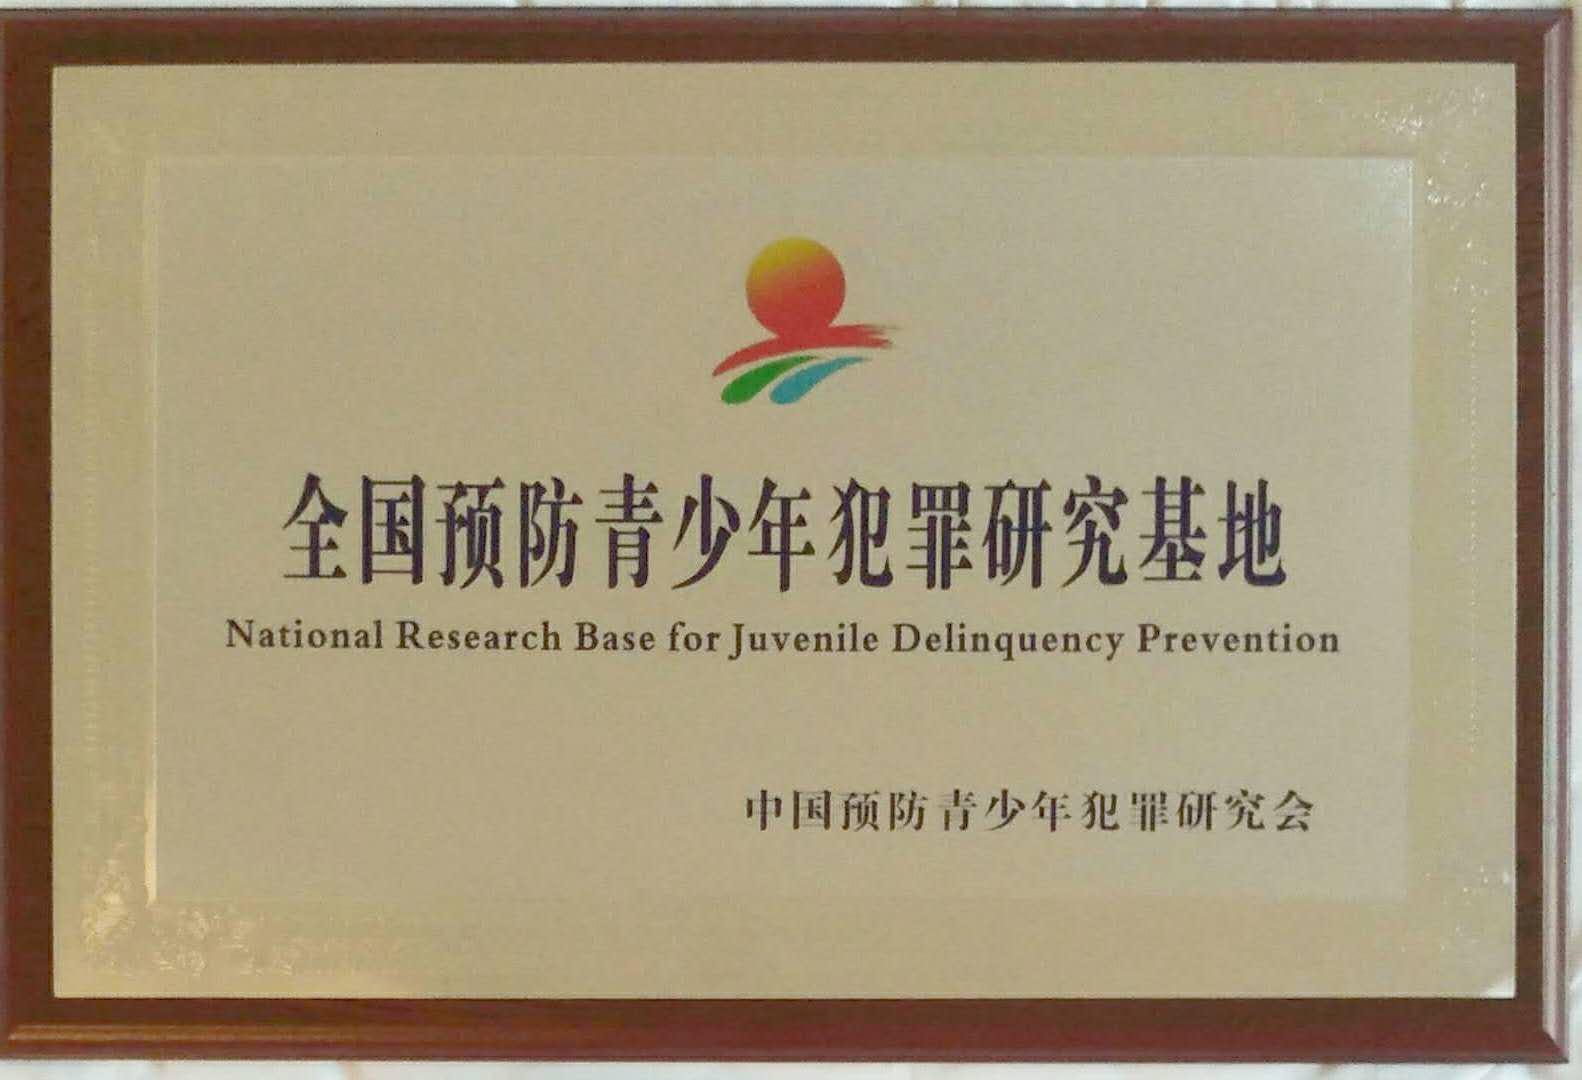 全国预防青少年犯罪研究基地
National Research Base for Juvenile Delinquency Prevention
中国预防青少年犯罪研究会